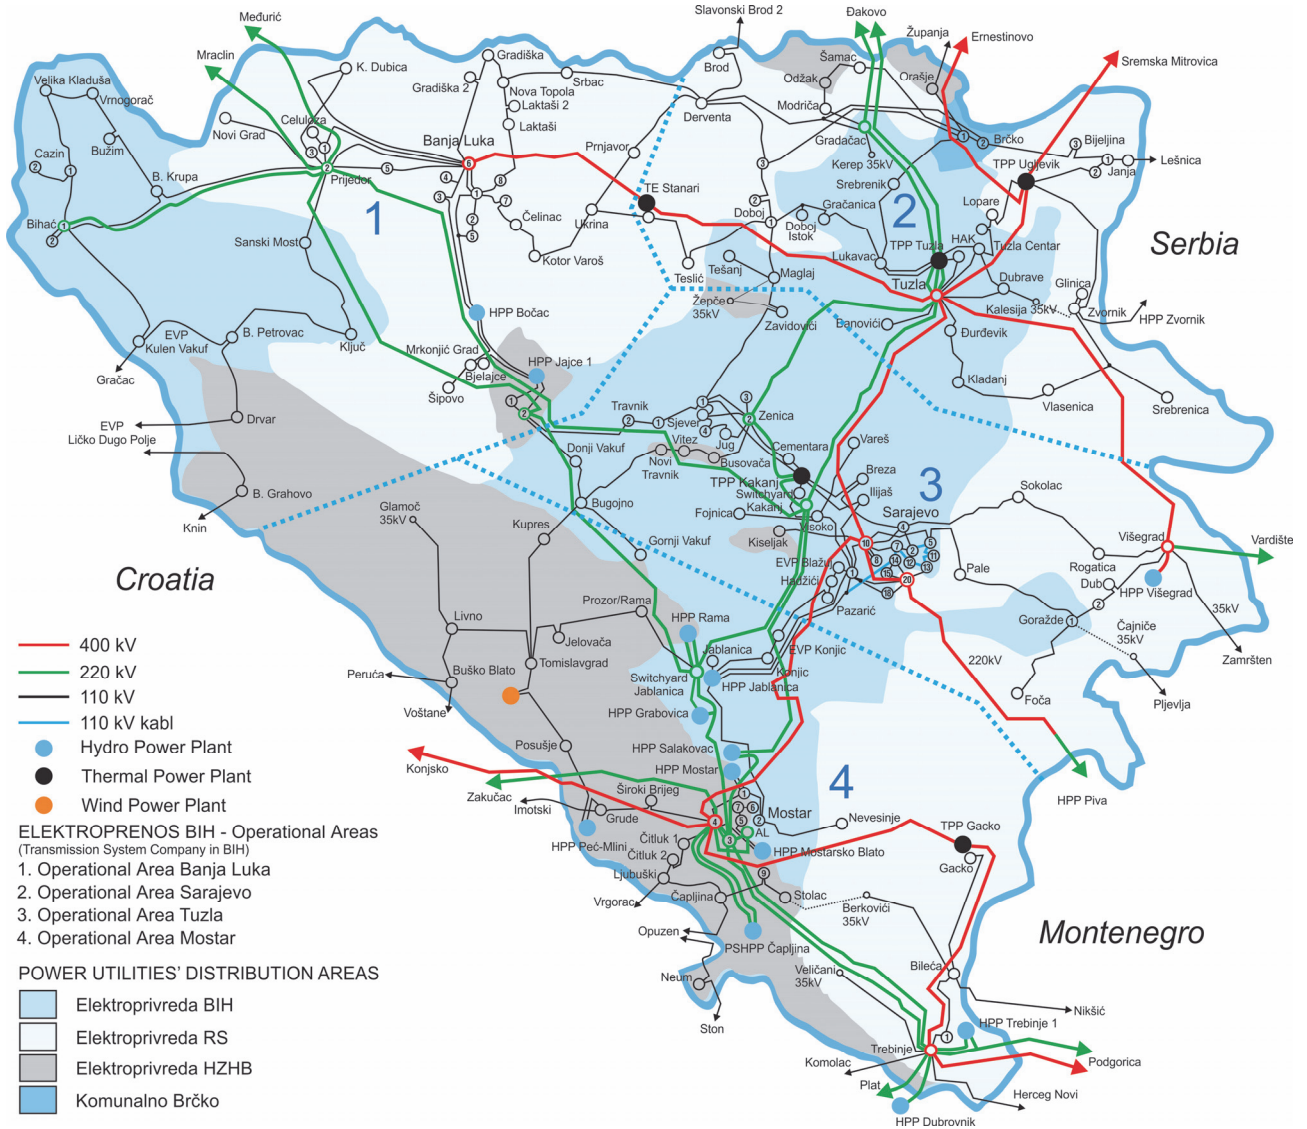 Slavonski Brod 2
Đakovo
Međurić
Županja
Ernestinovo
Mraclin
Sremska Mitrovica
Gradiška
Šamac
K. Dubica
Brod
Odžak
Orašje
Velika Kladuša
Gradiška 2
Srbac
Nova Topola
Vrnogorač
Laktaši 2
Modriča
Derventa
Novi Grad
Celuloza
Laktaši
Banja Luka
Gradačac
Brčko
Bijeljina
Bužim
Cazin
Prnjavor
Kerep 35kV
TPP Ugljevik
Lešnica
Janja
B. Krupa
Prijedor
TE Stanari
Srebrenik
1
2
Lopare
Gračanica
Doboj
Bihać
Čelinac
Ukrina
Doboj
Istok
Sanski Most
TPP Tuzla
HAK
Tuzla Centar
Serbia
Kotor Varoš
Teslić
Tešanj
Lukavac
Maglaj
Tuzla
Dubrave
Glinica
Žepče
35kV
Kalesija 35kV
Zvornik
HPP Bočac
Zavidovići
Banovići
HPP Zvornik
Đurđevik
EVP
Kulen Vakuf
B. Petrovac
Ključ
Mrkonjić Grad
HPP Jajce 1
Gračac
Bjelajce
Kladanj
Šipovo
Vlasenica
Srebrenica
Travnik
Zenica
Drvar
EVP
Ličko Dugo Polje
Sjever
Jug
Vitez
Cementara
Vareš
Donji Vakuf
Novi
Travnik
Busovača
Breza
TPP Kakanj
3
B. Grahovo
Switchyard
Kakanj
Ilijaš
Sokolac
Glamoč
35kV
Bugojno
Sarajevo
Knin
Kupres
Fojnica
Visoko
Kiseljak
Višegrad
Vardište
Gornji Vakuf
EVP Blažuj
Rogatica
Croatia
Hadžići
Pale
Dub
HPP Višegrad
Pazarić
Prozor/Rama
35kV
Livno
HPP Rama
Goražde
Čajniče
35kV
Jelovača
400 kV
Jablanica
EVP Konjic
Zamršten
Buško Blato
Tomislavgrad
220kV
220 kV
Peruća
Switchyard
Jablanica
Konjic
HPP Jablanica
110 kV
Foča
Pljevlja
Voštane
HPP Grabovica
110 kV kabl
Posušje
HPP Salakovac
Hydro Power Plant
Konjsko
HPP Mostar
Thermal Power Plant
4
Zakučac
Široki Brijeg
HPP Piva
Wind Power Plant
Imotski
Grude
Mostar
Nevesinje
TPP Gacko
ELEKTROPRENOS BIH - Operational Areas
(Transmission System Company in BIH)
AL
HPP Peć-Mlini
Čitluk 1
Čitluk 2
HPP Mostarsko Blato
Gacko
1. Operational Area Banja Luka
Ljubuški
2. Operational Area Sarajevo
Vrgorac
Čapljina
Stolac
3. Operational Area Tuzla
Berkovići
35kV
4. Operational Area Mostar
Opuzen
Montenegro
PSHPP Čapljina
POWER UTILITIES' DISTRIBUTION AREAS
Neum
Veličani
35kV
Bileća
Elektroprivreda BIH
Nikšić
Ston
HPP Trebinje 1
Elektroprivreda RS
Trebinje
Komolac
Podgorica
Elektroprivreda HZHB
Plat
Herceg Novi
Komunalno Brčko
HPP Dubrovnik